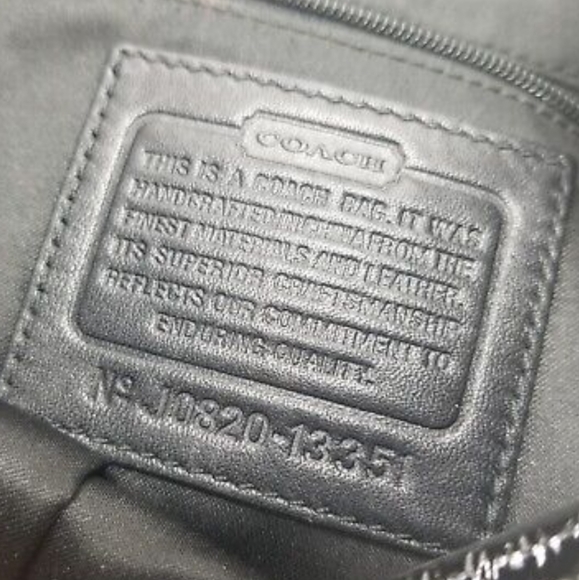 COACH
THIS IS A COACH BAG. IT WAS
HANDCRAFTED IN CHINA FROM THE
FINEST MATERIALS AND LEATHER.
ITS SUPERIOR CRAFTSMANSHIP
REFLECTS OUR COMMITMENT TO
ENDURING QUALITY.
Nº J10820-13351